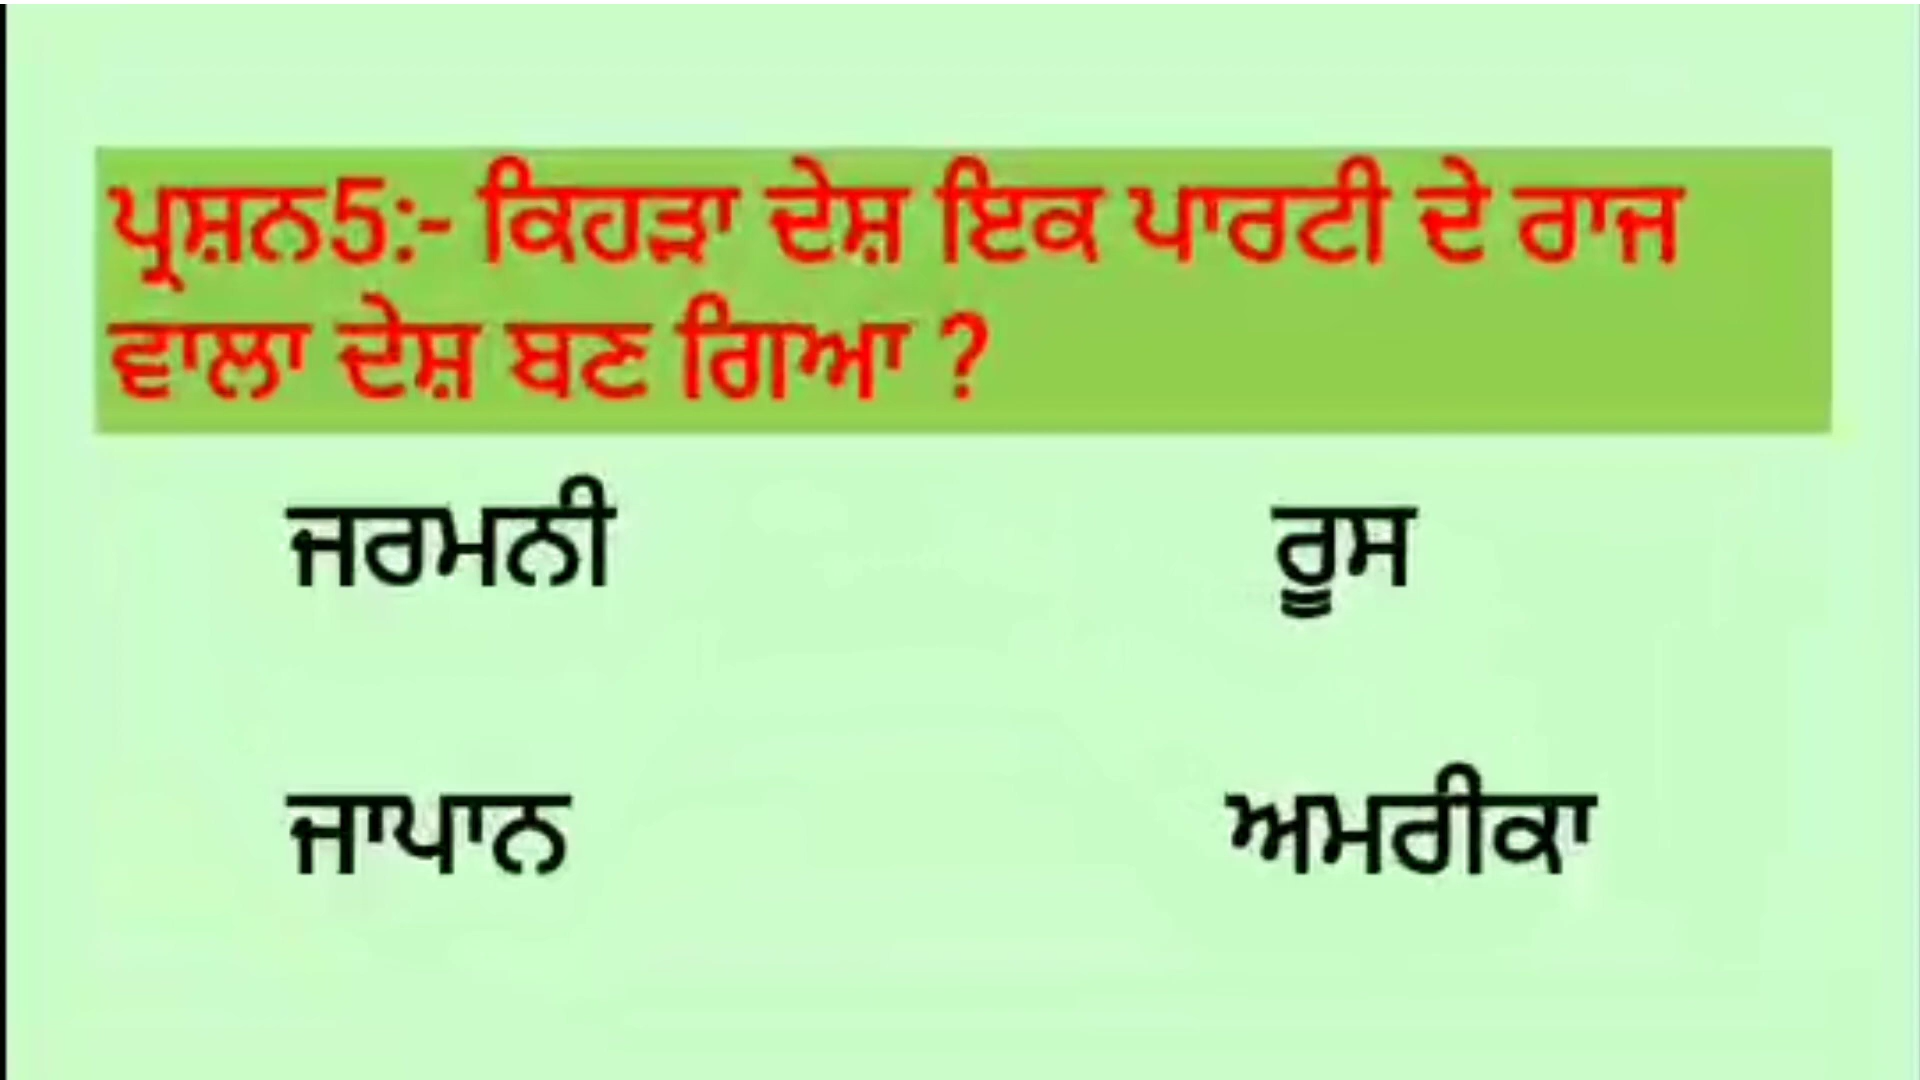 ਪ੍ਰਸ਼ਨ5:- ਕਿਹੜਾ ਦੇਸ਼ ਇਕ ਪਾਰਟੀ ਦੇ ਰਾਜ
ਵਾਲਾ ਦੇਸ਼ ਬਣ ਗਿਆ ?
ਜਰਮਨੀ ਰੂਸ
ਜਾਪਾਨ ਅਮਰੀਕਾ